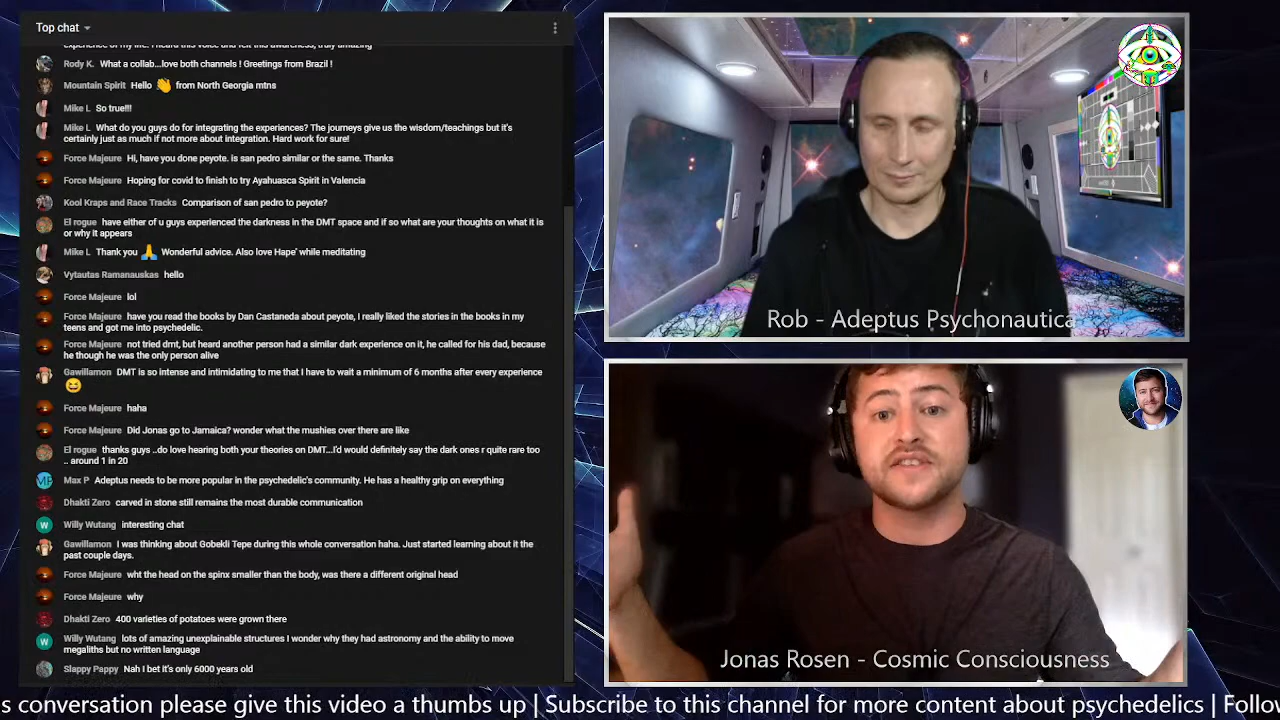 Top chat
experience of my life. I heard this voice and felt this awareness, truly amazing
Rody K. What a collab...love both channels ! Greetings from Brazil !
Mountain Spirit Hello 👋 from North Georgia mtns
Mike L So true!!!
Mike L What do you guys do for integrating the experiences? The journeys give us the wisdom/teachings but it's
certainly just as much if not more about integration. Hard work for sure!
Force Majeure Hi, have you done peyote. is san pedro similar or the same. Thanks
Force Majeure Hoping for covid to finish to try Ayahuasca Spirit in Valencia
Kool Kraps and Race Tracks Comparison of san pedro to peyote?
El rogue have either of u guys experienced the darkness in the DMT space and if so what are your thoughts on what it is
or why it appears
Mike L Thank you 🙏 Wonderful advice. Also love Hape' while meditating
Vytautas Ramanauskas hello
Force Majeure lol
Force Majeure have you read the books by Dan Castaneda about peyote, I really liked the stories in the books in my
teens and got me into psychedelic.
Force Majeure not tried dmt, but heard another person had a similar dark experience on it, he called for his dad, because
he though he was the only person alive
Gawillamon DMT is so intense and intimidating to me that I have to wait a minimum of 6 months after every experience
😆
Force Majeure haha
Force Majeure Did Jonas go to Jamaica? wonder what the mushies over there are like
El rogue thanks guys ..do love hearing both your theories on DMT...I'd would definitely say the dark ones r quite rare too
.. around 1 in 20
MP Max P Adeptus needs to be more popular in the psychedelic's community. He has a healthy grip on everything
Dhakti Zero carved in stone still remains the most durable communication
W Willy Wutang interesting chat
Gawillamon I was thinking about Gobekli Tepe during this whole conversation haha. Just started learning about it the
past couple days.
Force Majeure wht the head on the spinx smaller than the body, was there a different original head
Force Majeure why
Dhakti Zero 400 varieties of potatoes were grown there
W Willy Wutang lots of amazing unexplainable structures I wonder why they had astronomy and the ability to move
megaliths but no written language
Slappy Pappy Nah I bet it's only 6000 years old
Rob - Adeptus Psychonautica
Jonas Rosen - Cosmic Consciousness
s conversation please give this video a thumbs up | Subscribe to this channel for more content about psychedelics | Follow